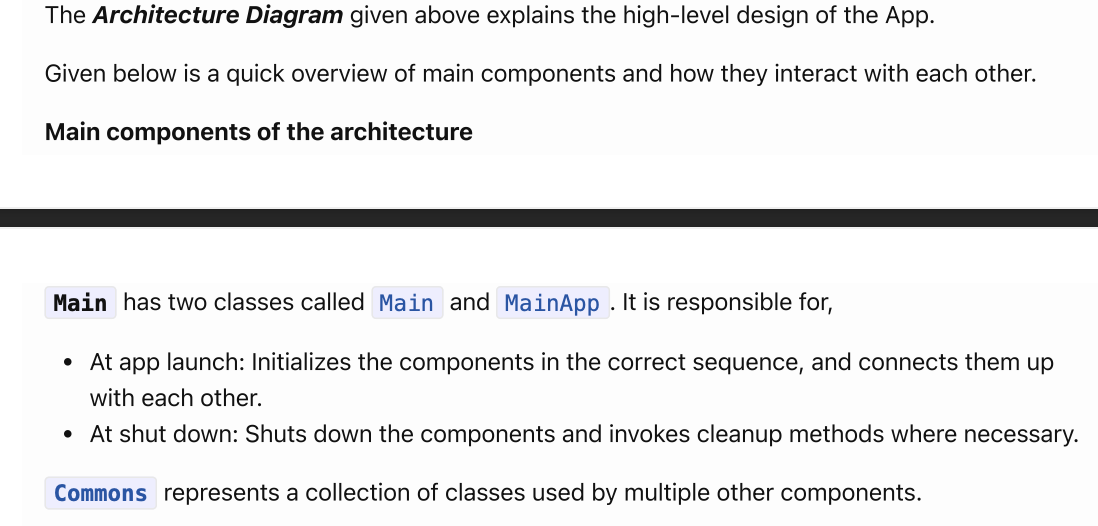 The Architecture Diagram given above explains the high-level design of the App.
Given below is a quick overview of main components and how they interact with each other.
Main components of the architecture
Main has two classes called Main and MainApp. It is responsible for,
• At app launch: Initializes the components in the correct sequence, and connects them up
with each other.
• At shut down: Shuts down the components and invokes cleanup methods where necessary.
Commons represents a collection of classes used by multiple other components.